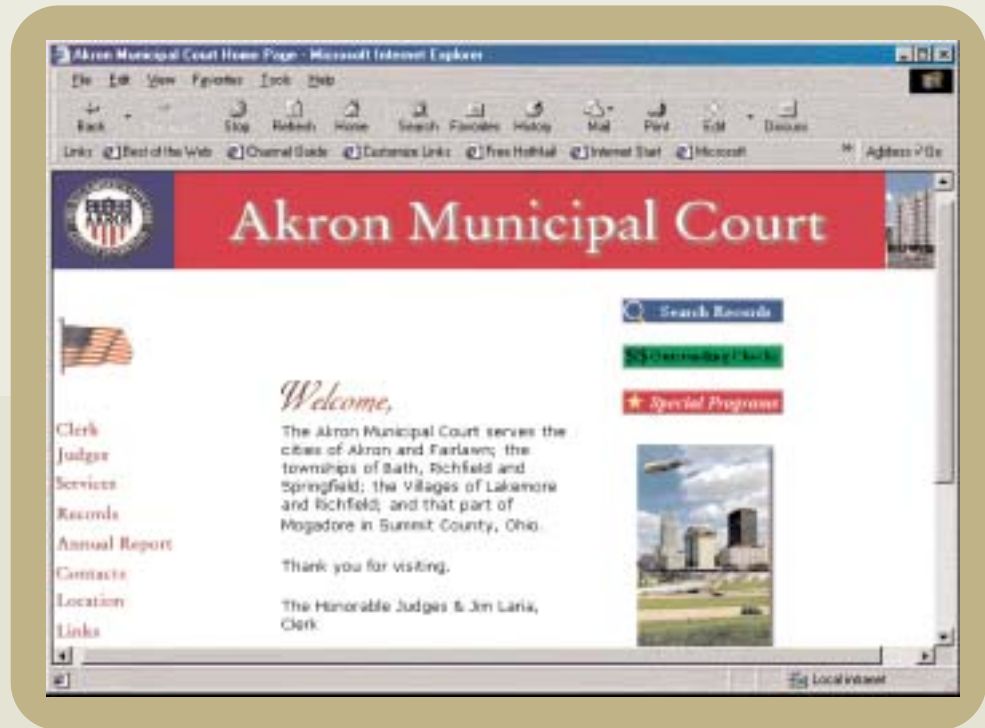 Akron Municipal Court Home Page - Microsoft Internet Explorer
File Edit View Favorites Tools Help
Back Stop Refresh Home Search Favorites History Mail Print Edit Discuss
Links Best of the Web Channel Guide Customize Links Free HotMail Internet Start Microsoft Address Go
AKRON
Akron Municipal Court
Search Records
$$ Outstanding Checks
Special Programs
Welcome,
The Akron Municipal Court serves the
cities of Akron and Fairlawn; the
townships of Bath, Richfield and
Springfield; the Villages of Lakemore
and Richfield; and that part of
Mogadore in Summit County, Ohio.
Thank you for visiting.
The Honorable Judges & Jim Laria,
Clerk
Clerk
Judges
Services
Records
Annual Report
Contacts
Location
Links
Local intranet